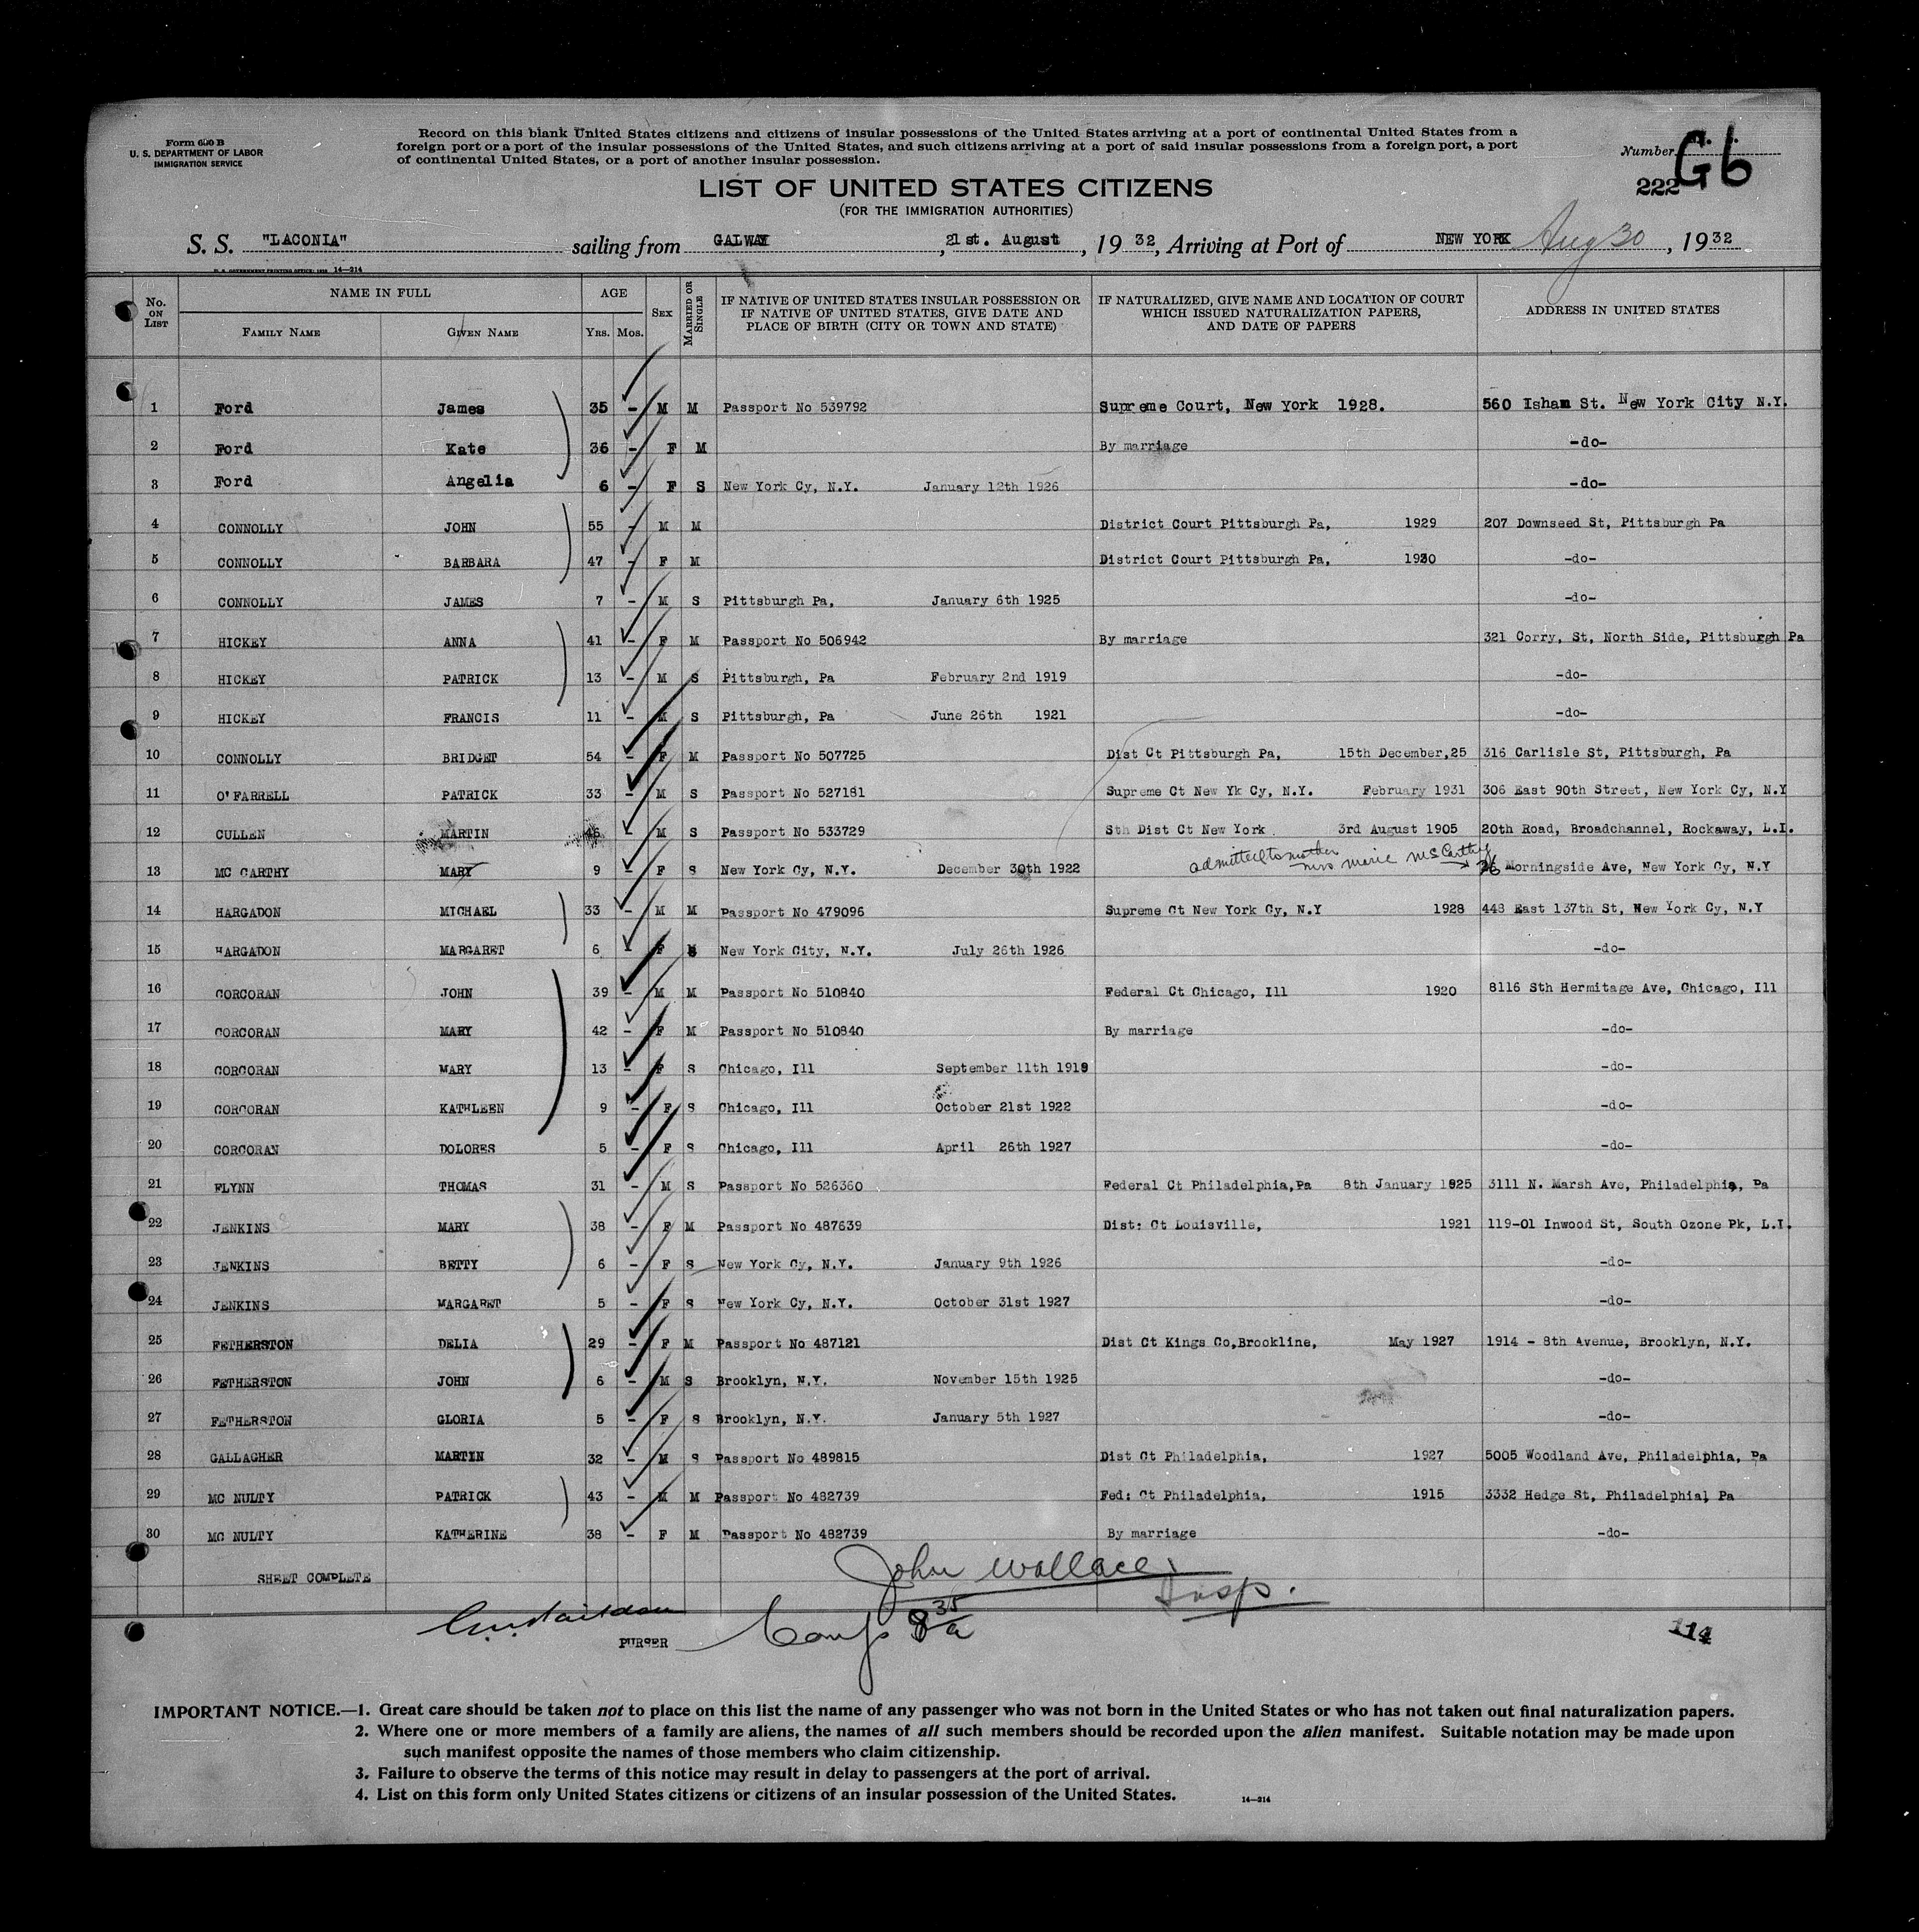 Form 630 B
U. S. DEPARTMENT OF LABOR
IMMIGRATION SERVICE
Record on this blank United States citizens and citizens of insular possessions of the United States arriving at a port of continental United States from a
foreign port or a port of the insular possessions of the United States, and such citizens arriving at a port of said insular possessions from a foreign port, a port
of continental United States, or a port of another insular possession.
Number
G6
222
LIST OF UNITED STATES CITIZENS
(FOR THE IMMIGRATION AUTHORITIES)
S. S. "LACONIA" sailing from GALWAY, 21st. August, 1932, Arriving at Port of NEW YORK Aug 30, 1932
14—214
No. ON LIST
NAME IN FULL
FAMILY NAME GIVEN NAME
AGE
YRS. MOS.
SEX
MARRIED OR SINGLE
IF NATIVE OF UNITED STATES INSULAR POSSESSION OR
IF NATIVE OF UNITED STATES, GIVE DATE AND
PLACE OF BIRTH (CITY OR TOWN AND STATE)
IF NATURALIZED, GIVE NAME AND LOCATION OF COURT
WHICH ISSUED NATURALIZATION PAPERS,
AND DATE OF PAPERS
ADDRESS IN UNITED STATES
1 Ford James 35 - M M Passport No 539792 Supreme Court, New York 1928. 560 Isham St. New York City N.Y.
2 Ford Kate 36 - F M By marriage -do-
3 Ford Angelia 6 - F S New York Cy, N.Y. January 12th 1926 -do-
4 CONNOLLY JOHN 55 - M M District Court Pittsburgh Pa, 1929 207 Downseed St, Pittsburgh Pa
5 CONNOLLY BARBARA 47 - F M District Court Pittsburgh Pa, 1930 -do-
6 CONNOLLY JAMES 7 - M S Pittsburgh Pa, January 6th 1925 -do-
7 HICKEY ANNA 41 - F M Passport No 506942 By marriage 321 Corry, St, North Side, Pittsburgh Pa
8 HICKEY PATRICK 13 - M S Pittsburgh, Pa February 2nd 1919 -do-
9 HICKEY FRANCIS 11 - M S Pittsburgh, Pa June 26th 1921 -do-
10 CONNOLLY BRIDGET 54 - F M Passport No 507725 Dist Ct Pittsburgh Pa, 15th December,25 316 Carlisle St, Pittsburgh, Pa
11 O'FARRELL PATRICK 33 - M S Passport No 527181 Supreme Ct New Yk Cy, N.Y. February 1931 306 East 90th Street, New York Cy, N.Y
12 CULLEN MARTIN 46 - M S Passport No 533729 Sth Dist Ct New York 3rd August 1905 20th Road, Broadchannel, Rockaway, L.I.
admitted to mother
Mrs Marie McCarthy
13 MC CARTHY MARY 9 - F S New York Cy, N.Y. December 30th 1922 Morningside Ave, New York Cy, N.Y
14 HARGADON MICHAEL 33 - M M Passport No 479096 Supreme Ct New York Cy, N.Y 1928 448 East 137th St, New York Cy, N.Y
15 HARGADON MARGARET 6 - F S New York City, N.Y. July 26th 1926 -do-
16 CORCORAN JOHN 39 - M M Passport No 510840 Federal Ct Chicago, Ill 1920 8116 Sth Hermitage Ave, Chicago, Ill
17 CORCORAN MARY 42 - F M Passport No 510840 By marriage -do-
18 CORCORAN MARY 13 - F S Chicago, Ill September 11th 1919 -do-
19 CORCORAN KATHLEEN 9 - F S Chicago, Ill October 21st 1922 -do-
20 CORCORAN DOLORES 5 - F S Chicago, Ill April 26th 1927 -do-
21 FLYNN THOMAS 31 - M S Passport No 526360 Federal Ct Philadelphia,Pa 8th January 1925 3111 N. Marsh Ave, Philadelphia, Pa
22 JENKINS MARY 38 - F M Passport No 487639 Dist: Ct Louisville, 1921 119-01 Inwood St, South Ozone Pk, L.I.
23 JENKINS BETTY 6 - F S New York Cy, N.Y. January 9th 1926 -do-
24 JENKINS MARGARET 5 - F S New York Cy, N.Y. October 31st 1927 -do-
25 FETHERSTON DELIA 29 - F M Passport No 487121 Dist Ct Kings Co,Brookline, May 1927 1914 - 8th Avenue, Brooklyn, N.Y.
26 FETHERSTON JOHN 6 - M S Brooklyn, N.Y. November 15th 1925 -do-
27 FETHERSTON GLORIA 5 - F S Brooklyn, N.Y. January 5th 1927 -do-
28 GALLAGHER MARTIN 32 - M S Passport No 489815 Dist Ct Philadelphia, 1927 5005 Woodland Ave, Philadelphia, Pa
29 MC NULTY PATRICK 43 - M M Passport No 482739 Fed: Ct Philadelphia, 1915 3332 Hedge St, Philadelphia, Pa
30 MC NULTY KATHERINE 38 - F M Passport No 482739 By marriage -do-
SHEET COMPLETE
John Wallace
Insp.
PURSER
114
IMPORTANT NOTICE.—1. Great care should be taken not to place on this list the name of any passenger who was not born in the United States or who has not taken out final naturalization papers.
2. Where one or more members of a family are aliens, the names of all such members should be recorded upon the alien manifest. Suitable notation may be made upon
such manifest opposite the names of those members who claim citizenship.
3. Failure to observe the terms of this notice may result in delay to passengers at the port of arrival.
4. List on this form only United States citizens or citizens of an insular possession of the United States.
14—214